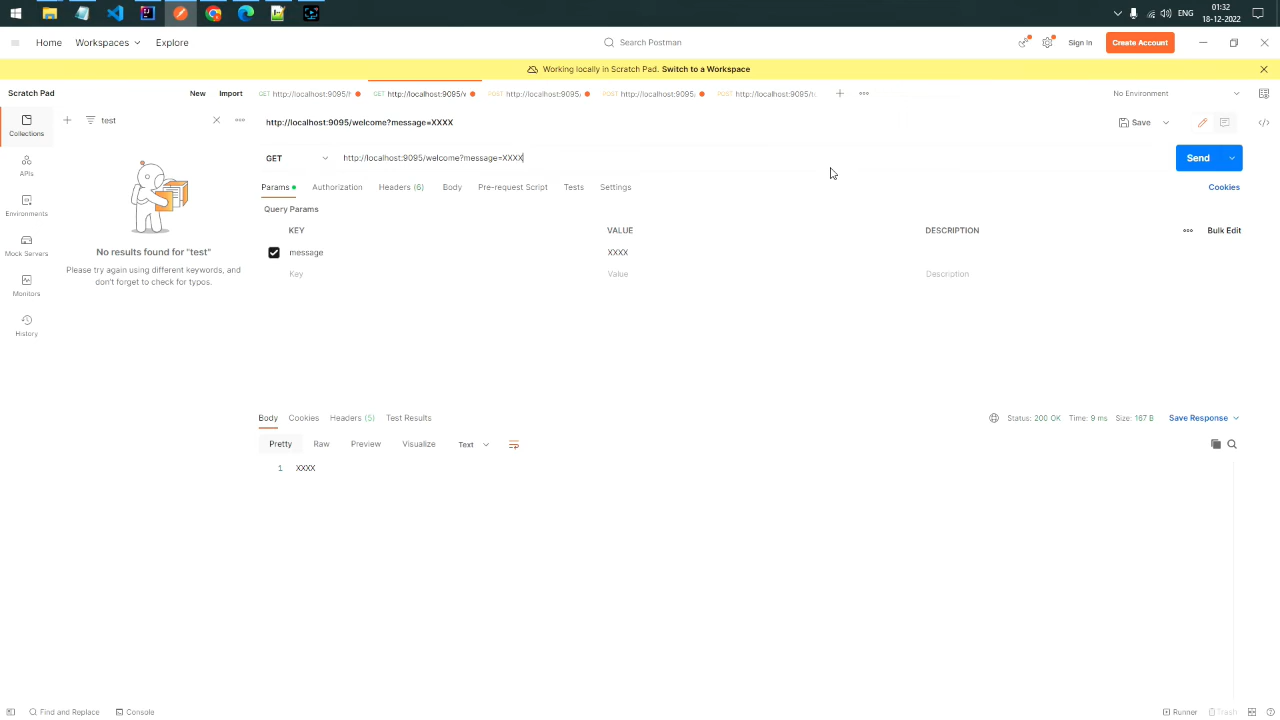 ENG
01:32
18-12-2022
Home Workspaces Explore
Search Postman
Sign In Create Account
Working locally in Scratch Pad. Switch to a Workspace
Scratch Pad New Import
GET http://localhost:9095/
GET http://localhost:9095/
POST http://localhost:9095/
POST http://localhost:9095/
POST http://localhost:9095/
No Environment
Collections
APIs
Environments
Mock Servers
Monitors
History
test
No results found for "test"
Please try again using different keywords, and
don't forget to check for typos.
http://localhost:9095/welcome?message=XXXX
Save
GET http://localhost:9095/welcome?message=XXXX
Send
Params Authorization Headers (6) Body Pre-request Script Tests Settings
Cookies
Query Params
KEY VALUE DESCRIPTION
Bulk Edit
message XXXX
Key Value Description
Body Cookies Headers (5) Test Results
Status: 200 OK Time: 9 ms Size: 167 B Save Response
Pretty Raw Preview Visualize Text
1 XXXX
Find and Replace Console
Runner Trash